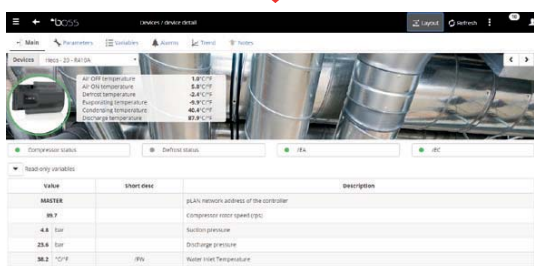 boss
Devices / device detail
Layout
Refresh
Main
Parameters
Variables
Alarms
Trend
Notes
Devices
Heos - 20 - R410A
Air OFF temperature 1.0°C/°F
Air ON temperature 5.8°C/°F
Defrost temperature -2.4°C/°F
Evaporating temperature -5.9°C/°F
Condensing temperature 40.4°C/°F
Discharge temperature 87.9°C/°F
Compressor status
Defrost status
Read-only variables
Value Short desc Description
MASTER pLAN network address of the controller
39.7 Compressor rotor speed (rps)
4.8 bar Suction pressure
25.6 bar Discharge pressure
38.2 °C/°F Water Inlet Temperature